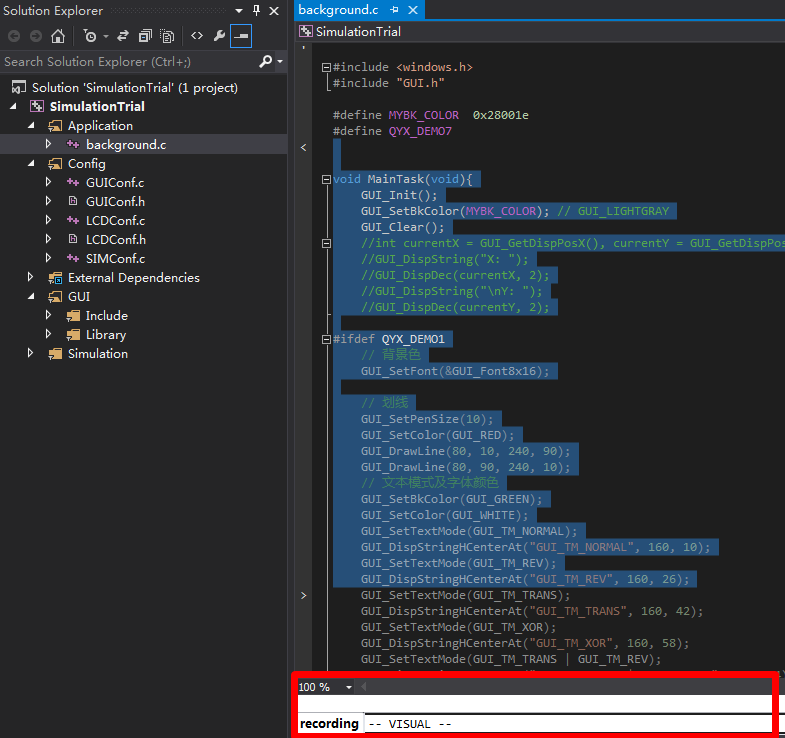 Solution Explorer
Search Solution Explorer (Ctrl+;)
Solution 'SimulationTrial' (1 project)
SimulationTrial
Application
background.c
Config
GUIConf.c
GUIConf.h
LCDConf.c
LCDConf.h
SIMConf.c
External Dependencies
GUI
Include
Library
Simulation
background.c
SimulationTrial
#include <windows.h>
#include "GUI.h"
#define MYBK_COLOR 0x28001e
#define QYX_DEMO7
void MainTask(void){
GUI_Init();
GUI_SetBkColor(MYBK_COLOR); // GUI_LIGHTGRAY
GUI_Clear();
//int currentX = GUI_GetDispPosX(), currentY = GUI_GetDispPos
//GUI_DispString("X: ");
//GUI_DispDec(currentX, 2);
//GUI_DispString("\nY: ");
//GUI_DispDec(currentY, 2);
#ifdef QYX_DEMO1
// 背景色
GUI_SetFont(&GUI_Font8x16);
// 划线
GUI_SetPenSize(10);
GUI_SetColor(GUI_RED);
GUI_DrawLine(80, 10, 240, 90);
GUI_DrawLine(80, 90, 240, 10);
// 文本模式及字体颜色
GUI_SetBkColor(GUI_GREEN);
GUI_SetColor(GUI_WHITE);
GUI_SetTextMode(GUI_TM_NORMAL);
GUI_DispStringHCenterAt("GUI_TM_NORMAL", 160, 10);
GUI_SetTextMode(GUI_TM_REV);
GUI_DispStringHCenterAt("GUI_TM_REV", 160, 26);
GUI_SetTextMode(GUI_TM_TRANS);
GUI_DispStringHCenterAt("GUI_TM_TRANS", 160, 42);
GUI_SetTextMode(GUI_TM_XOR);
GUI_DispStringHCenterAt("GUI_TM_XOR", 160, 58);
GUI_SetTextMode(GUI_TM_TRANS | GUI_TM_REV);
100 %
recording -- VISUAL --